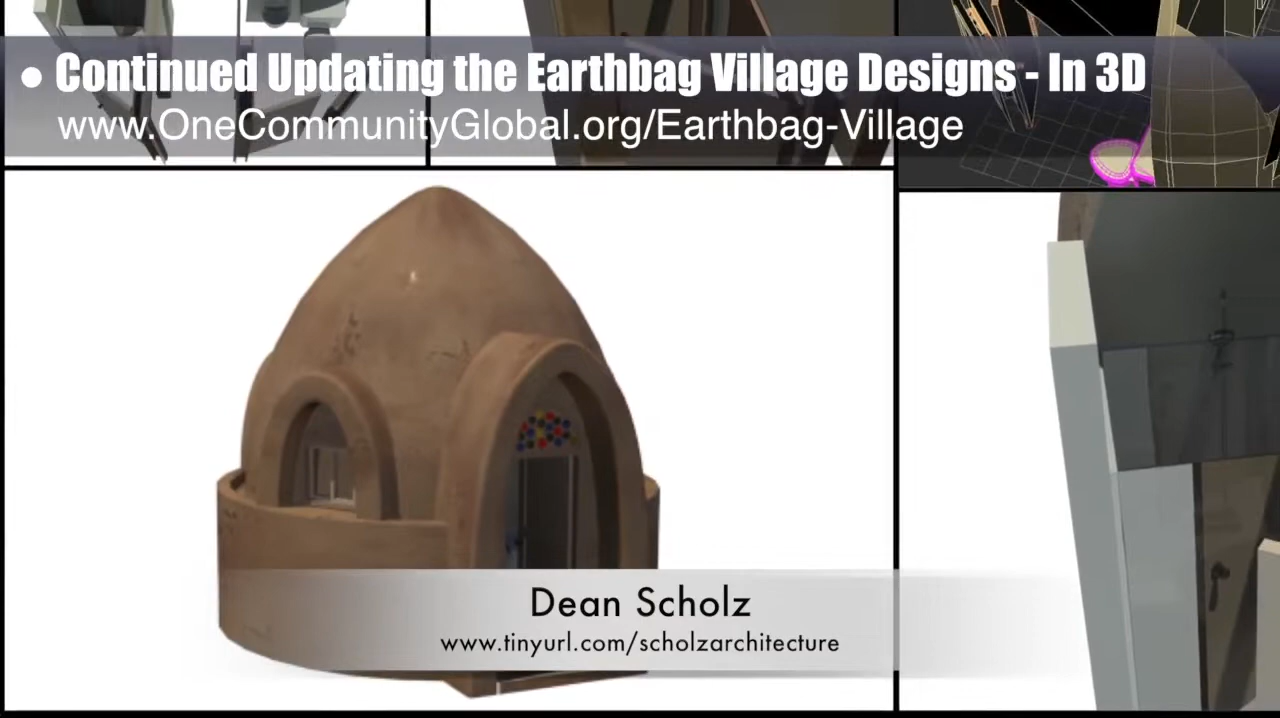 • Continued Updating the Earthbag Village Designs - In 3D
www.OneCommunityGlobal.org/Earthbag-Village
Dean Scholz
www.tinyurl.com/scholzarchitecture